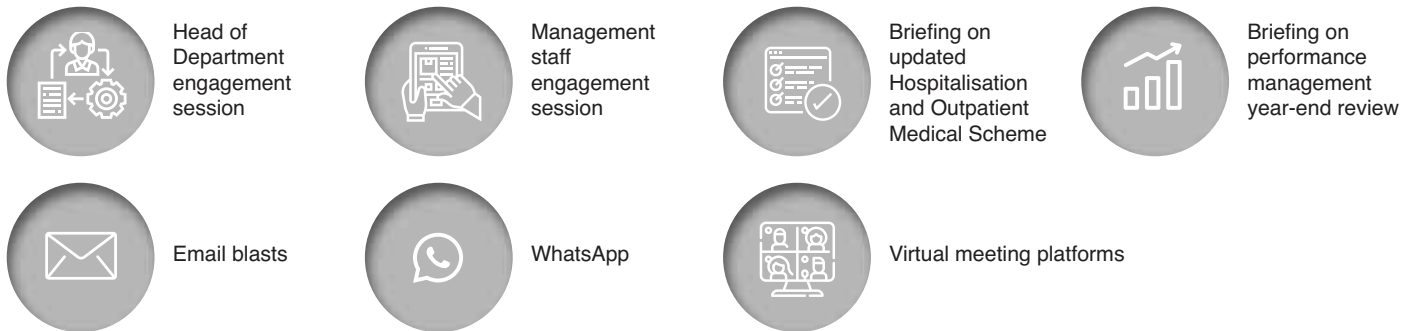 Head of
Department
engagement
session
Management
staff
engagement
session
Briefing on
updated
Hospitalisation
and Outpatient
Medical Scheme
Briefing on
performance
management
year-end review
Email blasts
WhatsApp
Virtual meeting platforms